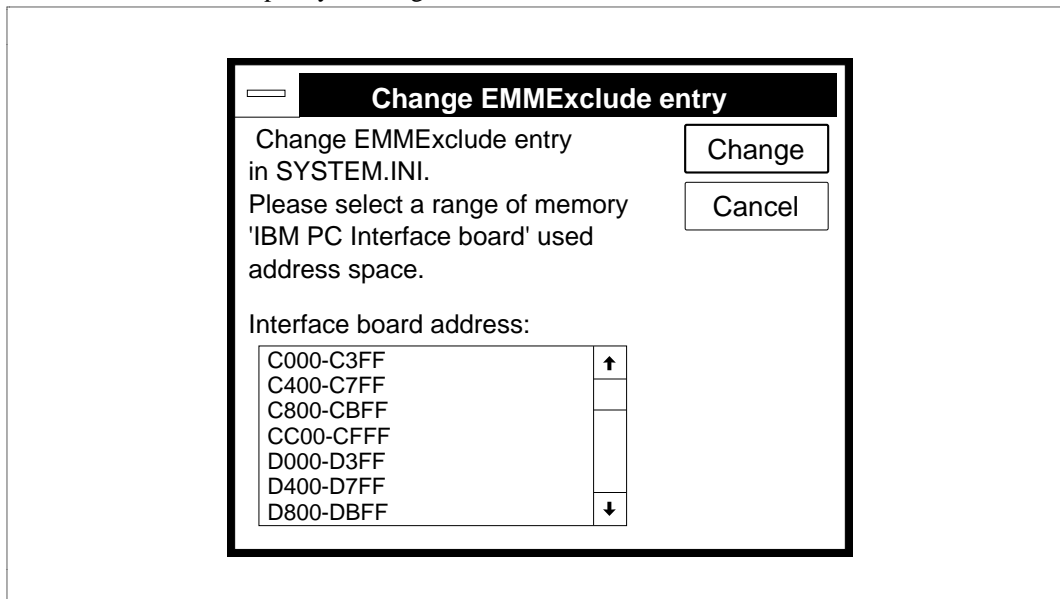 Change EMMExclude entry
Change EMMExclude entry
in SYSTEM.INI.
Please select a range of memory
'IBM PC Interface board' used
address space.
Change
Cancel
Interface board address:
C000-C3FF
C400-C7FF
C800-CBFF
CC00-CFFF
D000-D3FF
D400-D7FF
D800-DBFF